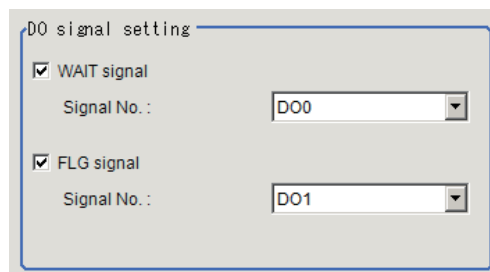 DO signal setting
WAIT signal
Signal No. : DO0
FLG signal
Signal No. : DO1